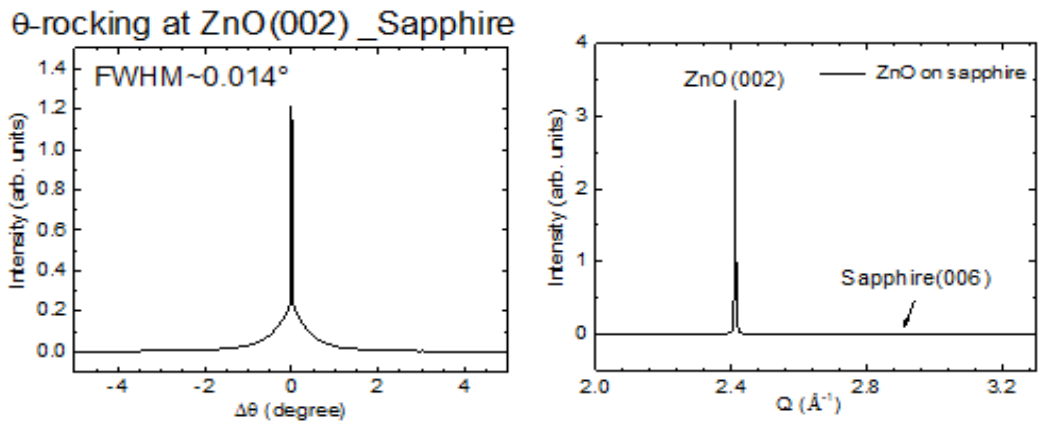 θ-rocking at ZnO(002) _Sapphire
FWHM~0.014°
Intensity (arb. units)
1.4
1.2
1.0
0.8
0.6
0.4
0.2
0.0
-4
-2
0
2
4
Δθ (degree)
Intensity (arb. units)
4
3
2
1
0
ZnO(002)
ZnO on sapphire
Sapphire(006)
2.0
2.4
2.8
3.2
Q (Å⁻¹)